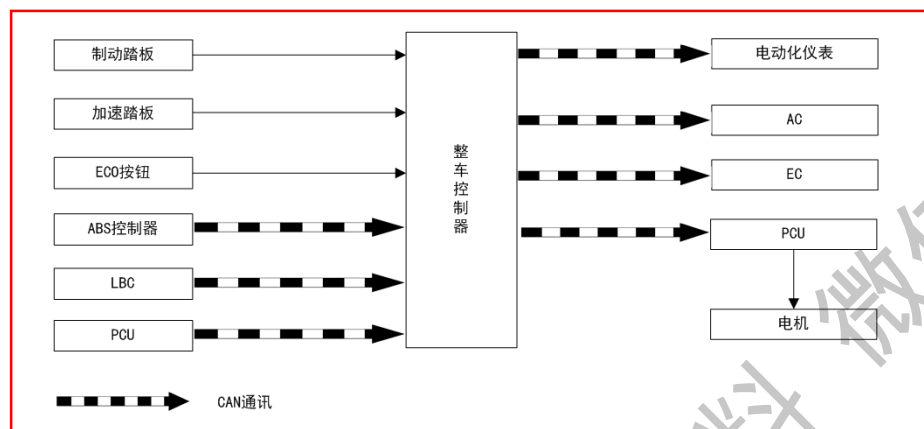 制动踏板
加速踏板
ECO按钮
ABS控制器
LBC
PCU
整车控制器
电动化仪表
AC
EC
PCU
电机
CAN通讯
料 微